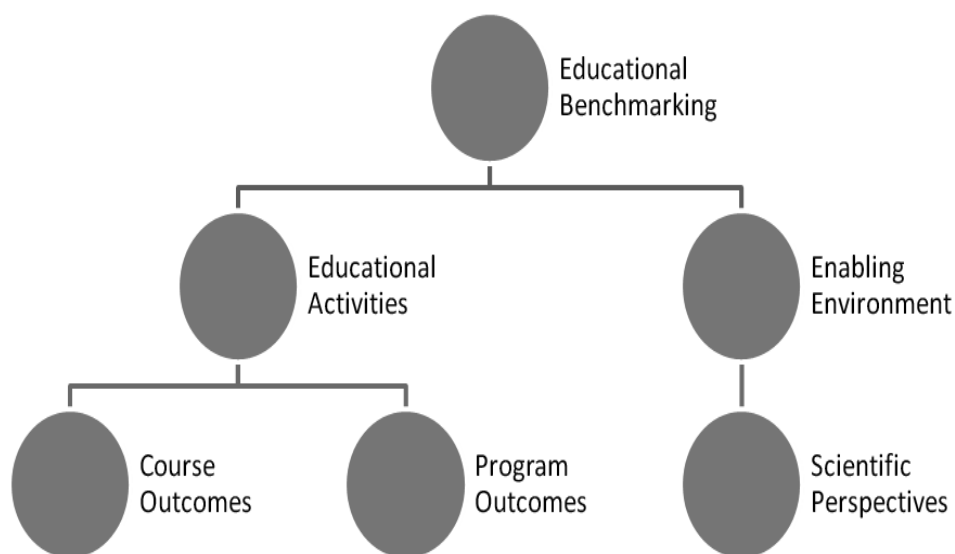 Educational
Benchmarking
Educational
Activities
Enabling
Environment
Course
Outcomes
Program
Outcomes
Scientific
Perspectives